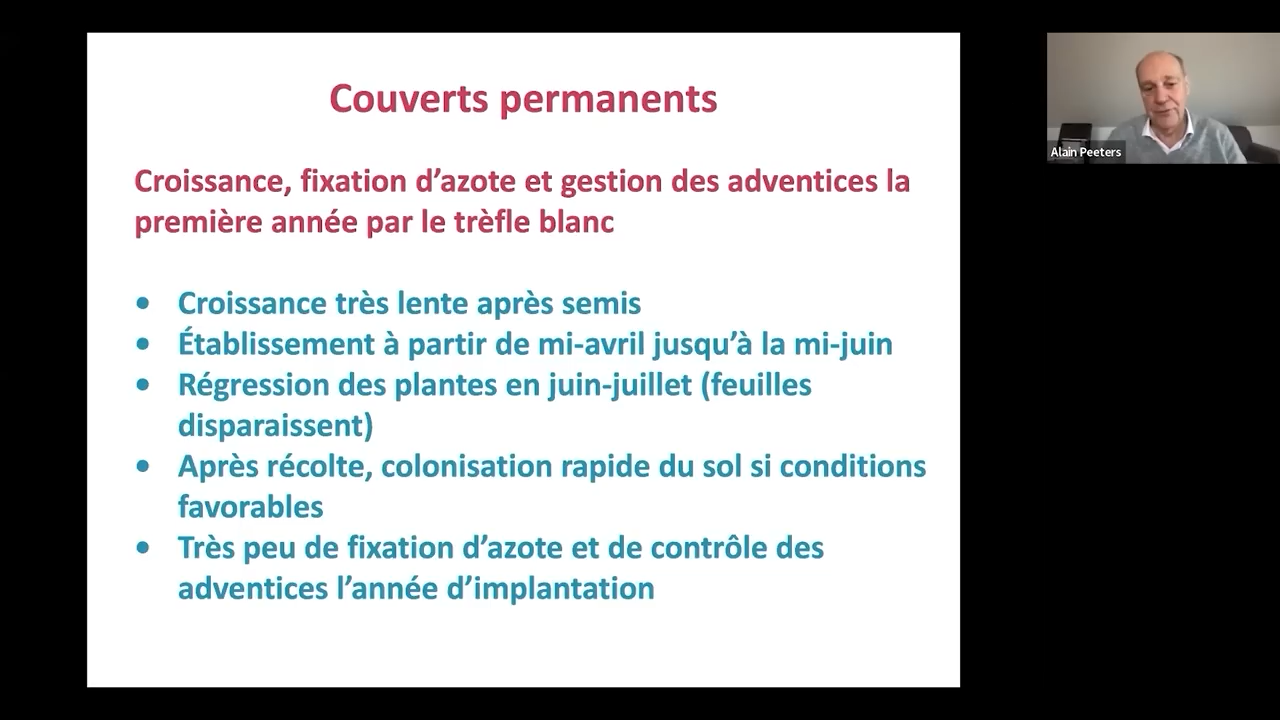 Couverts permanents
Croissance, fixation d’azote et gestion des adventices la
première année par le trèfle blanc
• Croissance très lente après semis
• Établissement à partir de mi-avril jusqu’à la mi-juin
• Régression des plantes en juin-juillet (feuilles
disparaissent)
• Après récolte, colonisation rapide du sol si conditions
favorables
• Très peu de fixation d’azote et de contrôle des
adventices l’année d’implantation
Alain Peeters